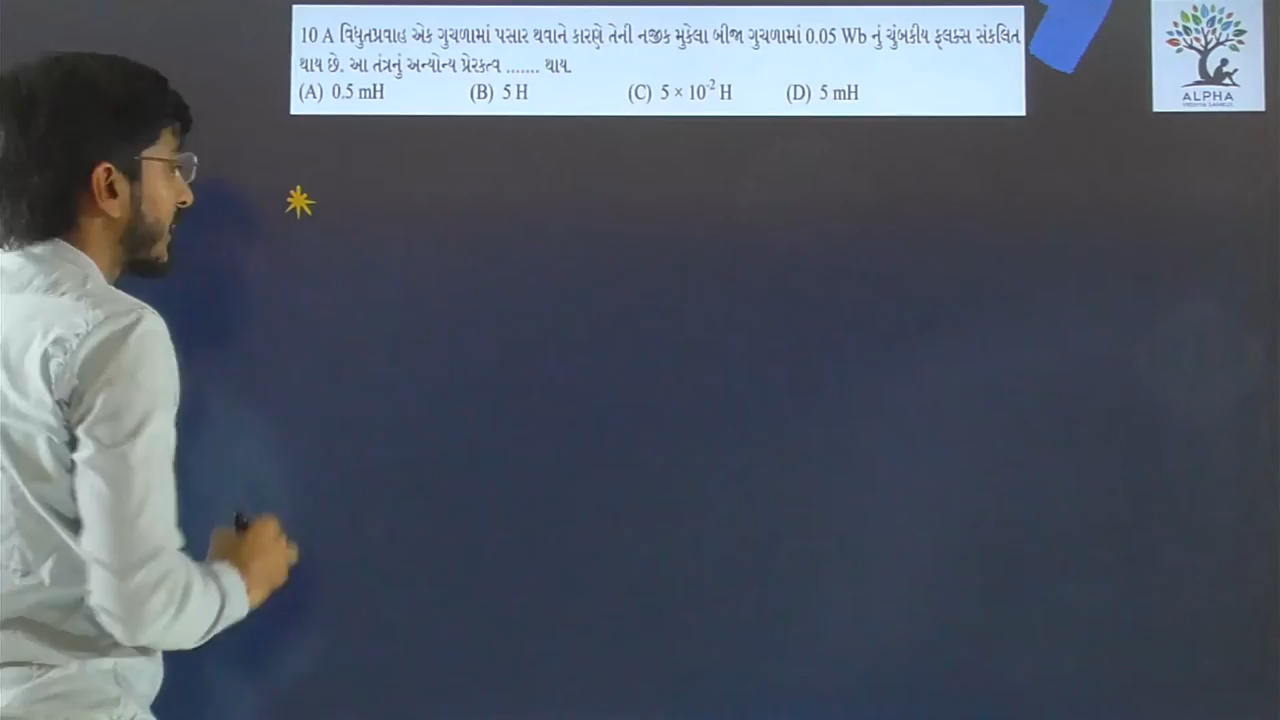 10 A વિદ્યુતપ્રવાહ એક ગુચળામાં પસાર થવાને કારણે તેની નજીક મુકેલા બીજા ગુચળામાં 0.05 Wb નું ચુંબકીય ફ્લક્સ સંકલિત
થાય છે. આ તંત્રનું અન્યોન્ય પ્રેરકત્વ ....... થાય.
(A) 0.5 mH (B) 5 H (C) 5 × 10⁻² H (D) 5 mH
ALPHA